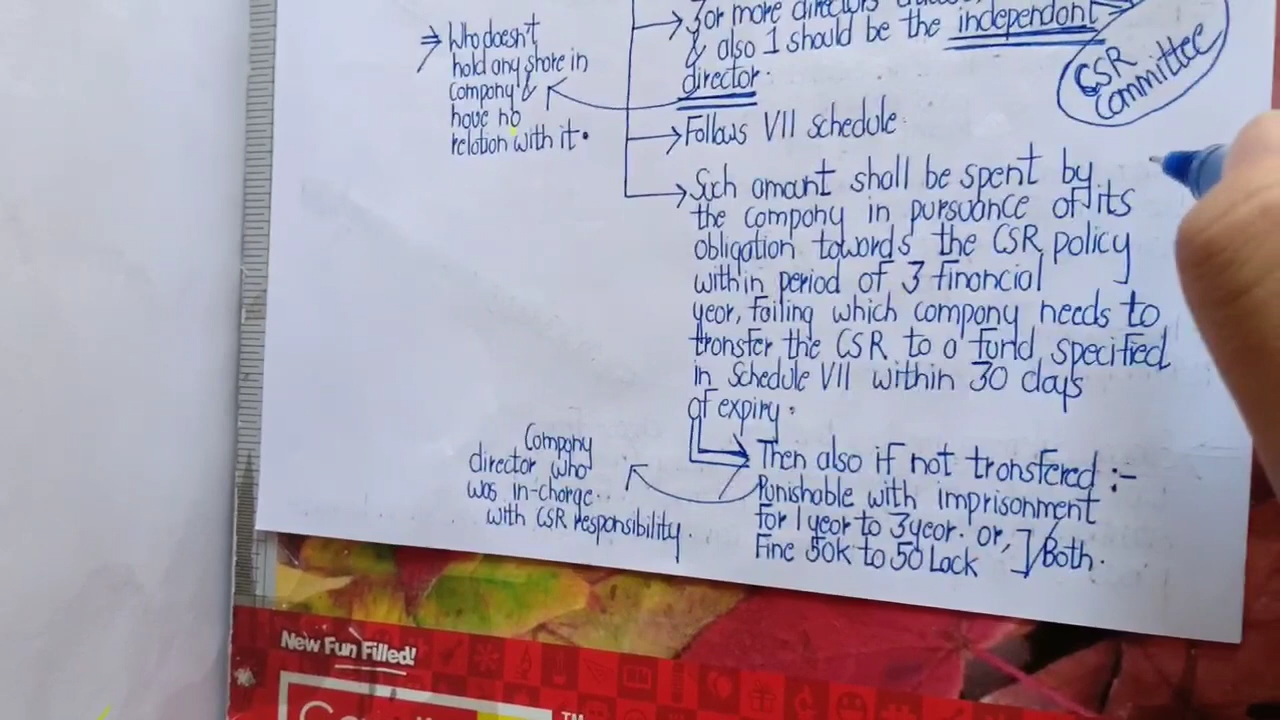 3or more directors
& also 1 should be the independent
director.
CSR
committee
⇒ Who doesn't
hold any share in
company &
have no
relation with it.
Follows VII schedule.
Such amount shall be spent by
the company in pursuance of its
obligation towards the CSR policy
within period of 3 financial
year, failing which company needs to
transfer the CSR to a fund specified
in Schedule VII within 30 days
of expiry.
Company
director who
was in-charge
with CSR responsibility.
Then also if not transfered :-
Punishable with imprisonment
for 1 year to 3 year. or,
Fine 50k to 50 Lack
Both.
New Fun Filled!
TM